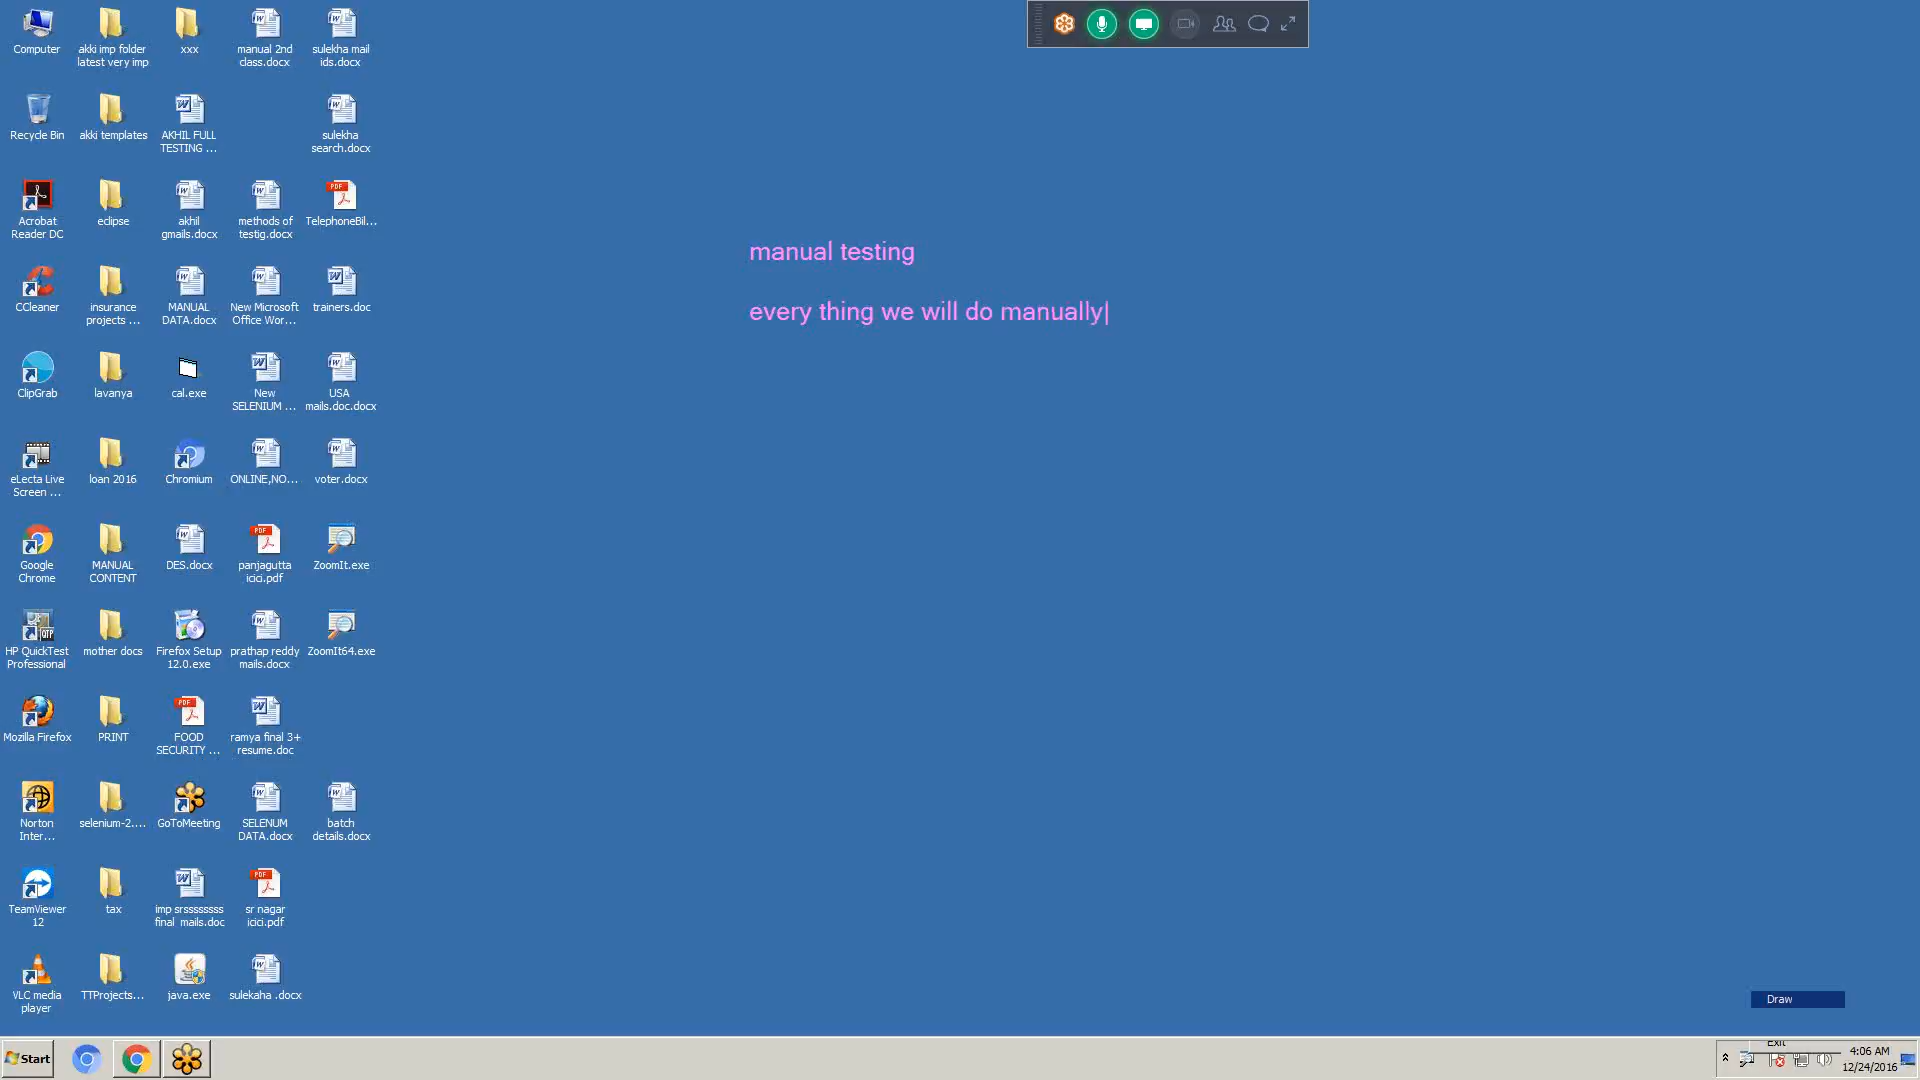 Computer
akki imp folder
latest very imp
xxx
manual 2nd
class.docx
sulekha mail
ids.docx
Recycle Bin
akki templates
AKHIL FULL
TESTING ...
sulekha
search.docx
Acrobat
Reader DC
eclipse
akhil
gmails.docx
methods of
testig.docx
TelephoneBil...
manual testing
CCleaner
insurance
projects ...
MANUAL
DATA.docx
New Microsoft
Office Wor...
trainers.doc
every thing we will do manually
ClipGrab
lavanya
cal.exe
New
SELENIUM ...
USA
mails.doc.docx
eLecta Live
Screen ...
loan 2016
Chromium
ONLINE,NO...
voter.docx
Google
Chrome
MANUAL
CONTENT
DES.docx
panjagutta
icici.pdf
ZoomIt.exe
HP QuickTest
Professional
mother docs
Firefox Setup
12.0.exe
prathap reddy
mails.docx
ZoomIt64.exe
Mozilla Firefox
PRINT
FOOD
SECURITY ...
ramya final 3+
resume.doc
Norton
Inter...
selenium-2....
GoToMeeting
SELENUM
DATA.docx
batch
details.docx
TeamViewer
12
tax
imp srssssssss
final mails.doc
sr nagar
icici.pdf
VLC media
player
TTProjects...
java.exe
sulekaha .docx
Draw
Exit
Start
4:06 AM
12/24/2016